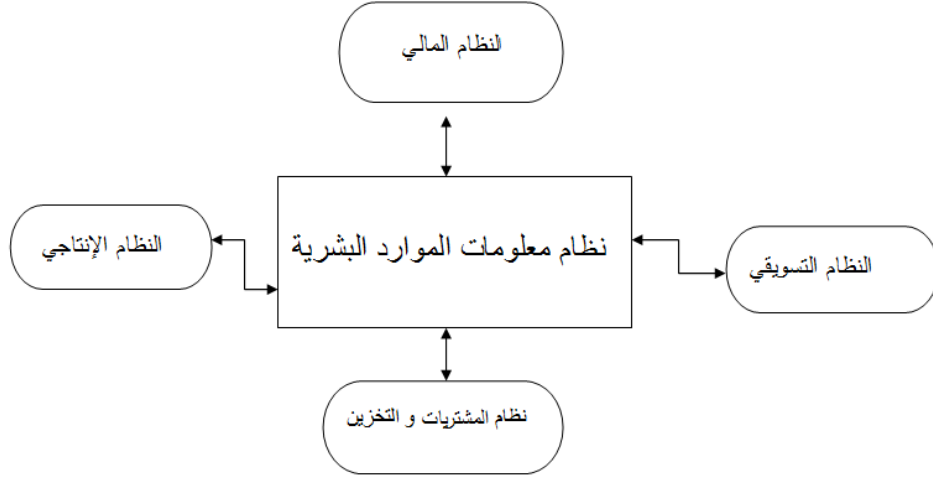 النظام المالي
نظام معلومات الموارد البشرية
النظام الإنتاجي
النظام التسويقي
نظام المشتريات و التخزين